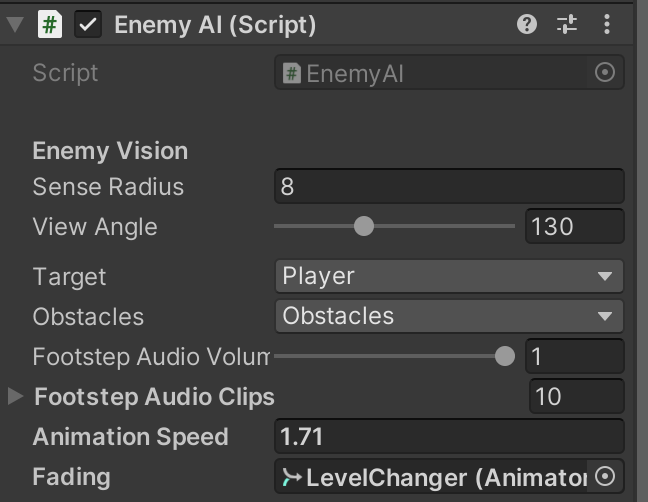 Enemy AI (Script)
Script
EnemyAI
Enemy Vision
Sense Radius 8
View Angle 130
Target Player
Obstacles Obstacles
Footstep Audio Volum 1
Footstep Audio Clips 10
Animation Speed 1.71
Fading LevelChanger (Animator